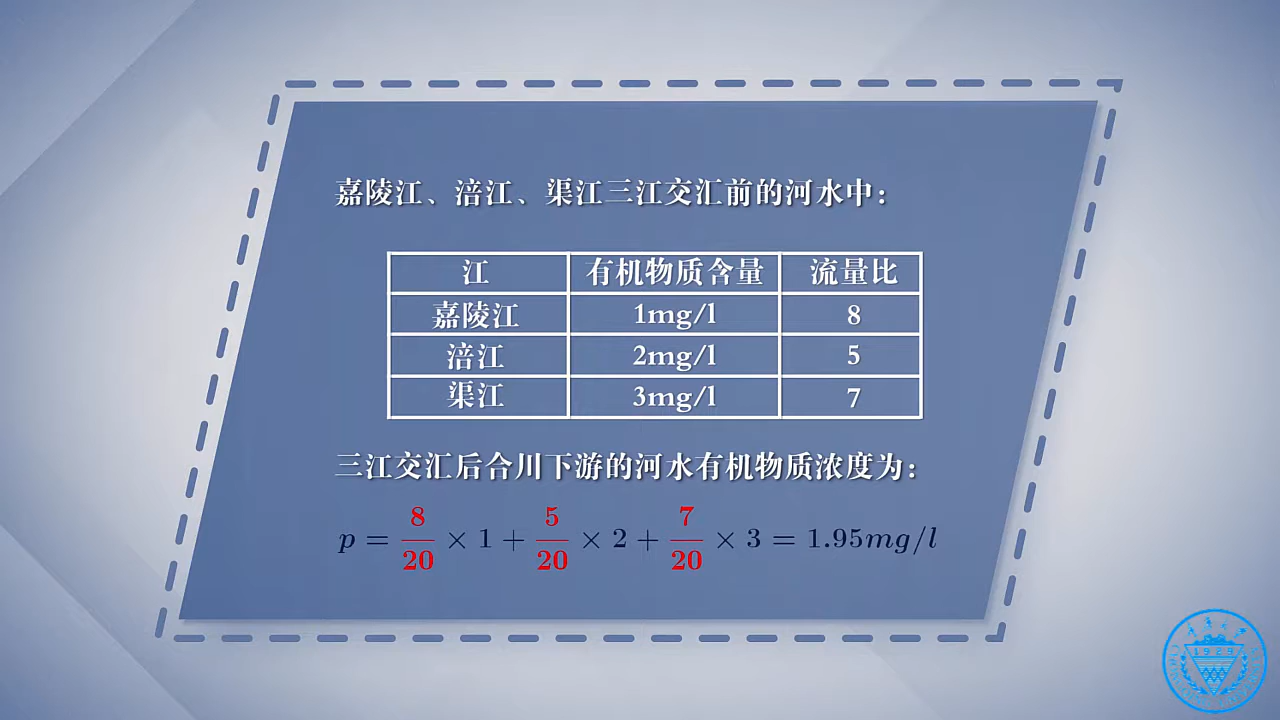 嘉陵江、涪江、渠江三江交汇前的河水中：
江 有机物质含量 流量比
嘉陵江 1mg/l 8
涪江 2mg/l 5
渠江 3mg/l 7
三江交汇后合川下游的河水有机物质浓度为：
p = 8/20 × 1 + 5/20 × 2 + 7/20 × 3 = 1.95mg/l
1929